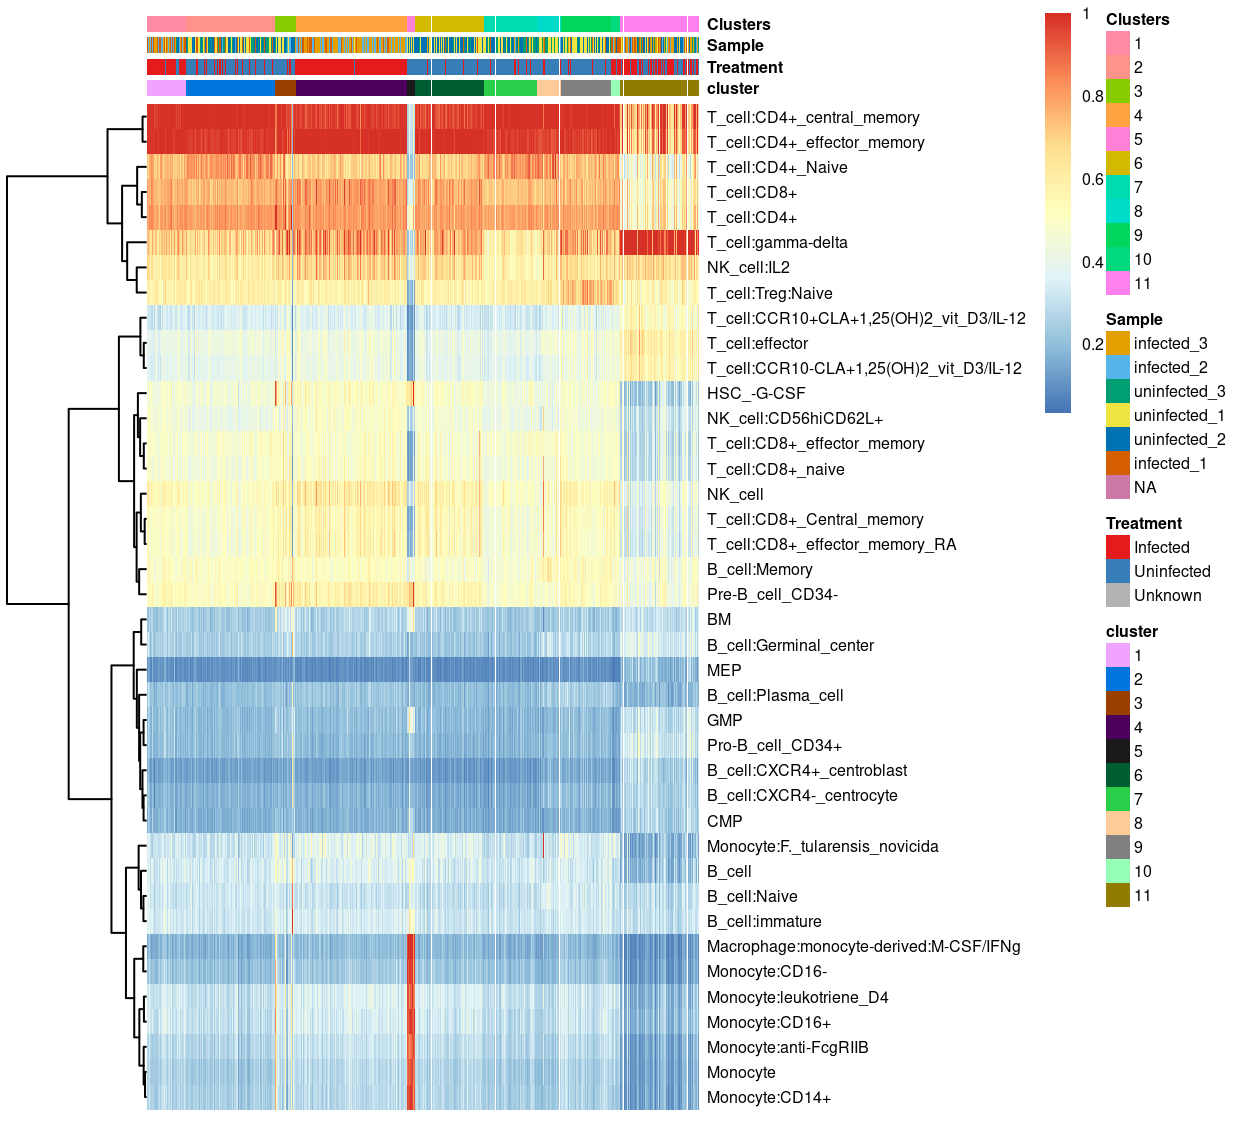 Clusters
Sample
Treatment
cluster
T_cell:CD4+_central_memory
T_cell:CD4+_effector_memory
T_cell:CD4+_Naive
T_cell:CD8+
T_cell:CD4+
T_cell:gamma-delta
NK_cell:IL2
T_cell:Treg:Naive
T_cell:CCR10+CLA+1,25(OH)2_vit_D3/IL-12
T_cell:effector
T_cell:CCR10-CLA+1,25(OH)2_vit_D3/IL-12
HSC_-G-CSF
NK_cell:CD56hiCD62L+
T_cell:CD8+_effector_memory
T_cell:CD8+_naive
NK_cell
T_cell:CD8+_Central_memory
T_cell:CD8+_effector_memory_RA
B_cell:Memory
Pre-B_cell_CD34-
BM
B_cell:Germinal_center
MEP
B_cell:Plasma_cell
GMP
Pro-B_cell_CD34+
B_cell:CXCR4+_centroblast
B_cell:CXCR4-_centrocyte
CMP
Monocyte:F._tularensis_novicida
B_cell
B_cell:Naive
B_cell:immature
Macrophage:monocyte-derived:M-CSF/IFNg
Monocyte:CD16-
Monocyte:leukotriene_D4
Monocyte:CD16+
Monocyte:anti-FcgRIIB
Monocyte
Monocyte:CD14+
1
0.8
0.6
0.4
0.2
Clusters
1
2
3
4
5
6
7
8
9
10
11
Sample
infected_3
infected_2
uninfected_3
uninfected_1
uninfected_2
infected_1
NA
Treatment
Infected
Uninfected
Unknown
cluster
1
2
3
4
5
6
7
8
9
10
11